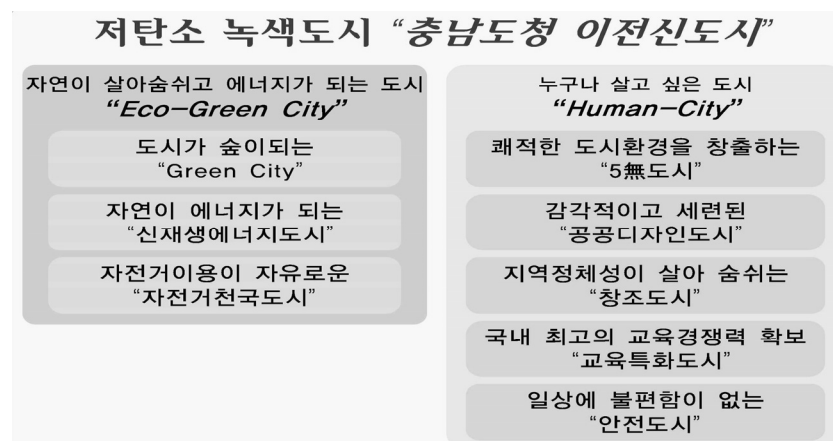 저탄소 녹색도시 “충남도청 이전신도시”
자연이 살아숨쉬고 에너지가 되는 도시
“Eco-Green City”
도시가 숲이되는
“Green City”
자연이 에너지가 되는
“신재생에너지도시”
자전거이용이 자유로운
“자전거천국도시”
누구나 살고 싶은 도시
“Human-City”
쾌적한 도시환경을 창출하는
“5無도시”
감각적이고 세련된
“공공디자인도시”
지역정체성이 살아 숨쉬는
“창조도시”
국내 최고의 교육경쟁력 확보
“교육특화도시”
일상에 불편함이 없는
“안전도시”